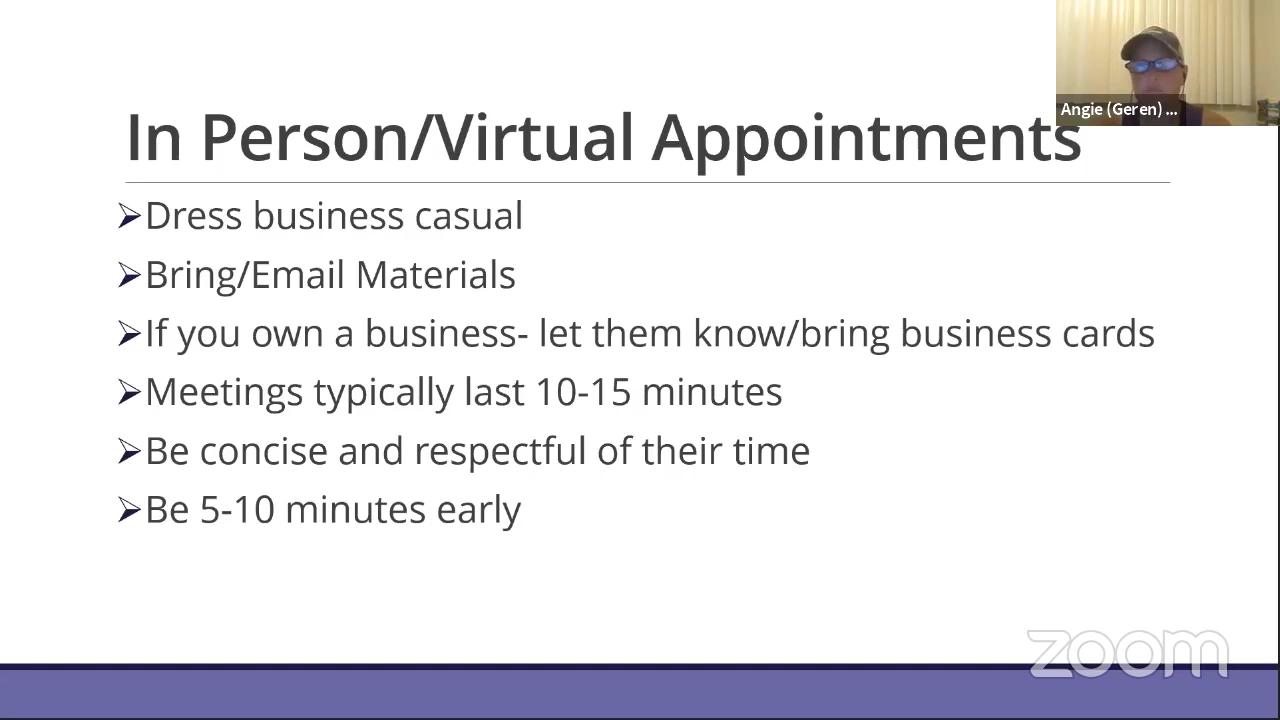 Angie (Geren) ...
In Person/Virtual Appointments
Dress business casual
Bring/Email Materials
If you own a business- let them know/bring business cards
Meetings typically last 10-15 minutes
Be concise and respectful of their time
Be 5-10 minutes early
zoom